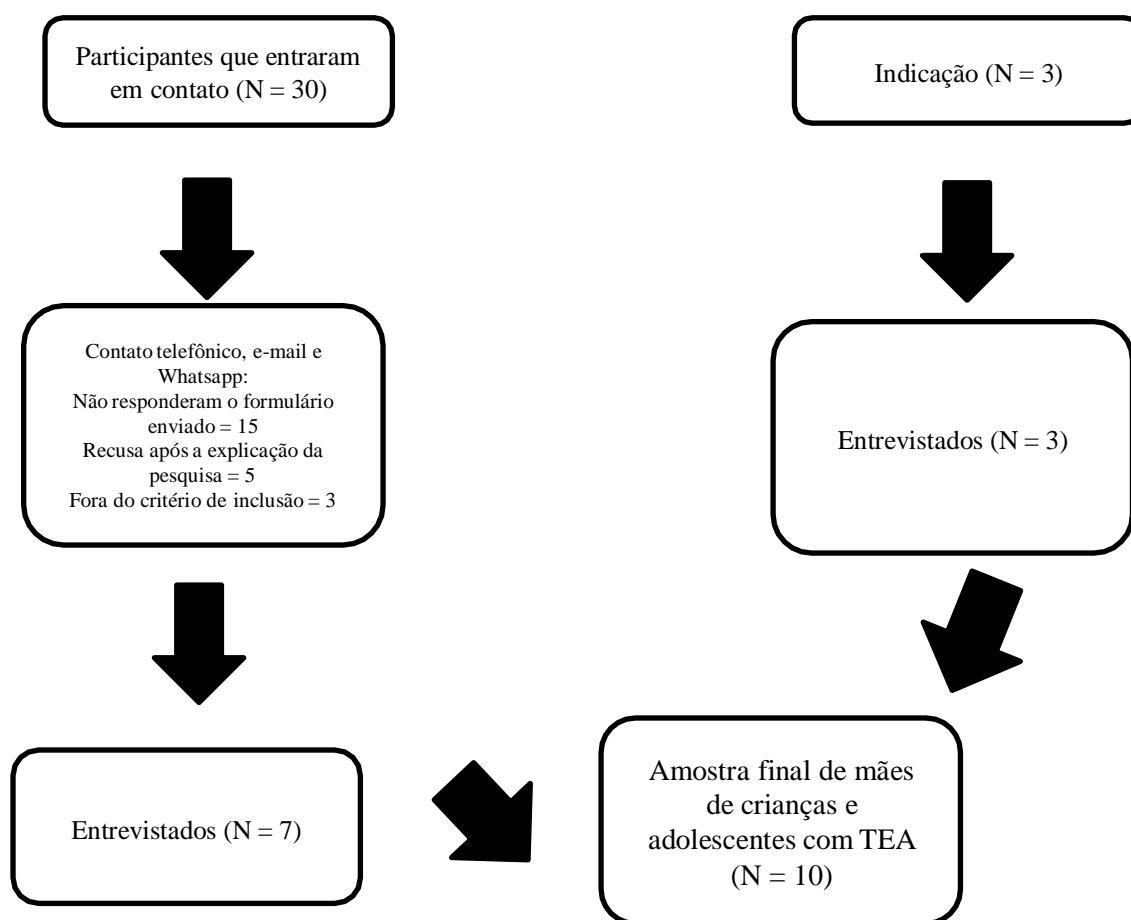 Participantes que entraram
em contato (N = 30)
Indicação (N = 3)
Contato telefônico, e-mail e
Whatsapp:
Não responderam o formulário
enviado = 15
Recusa após a explicação da
pesquisa = 5
Fora do critério de inclusão = 3
Entrevistados (N = 3)
Entrevistados (N = 7)
Amostra final de mães
de crianças e
adolescentes com TEA
(N = 10)